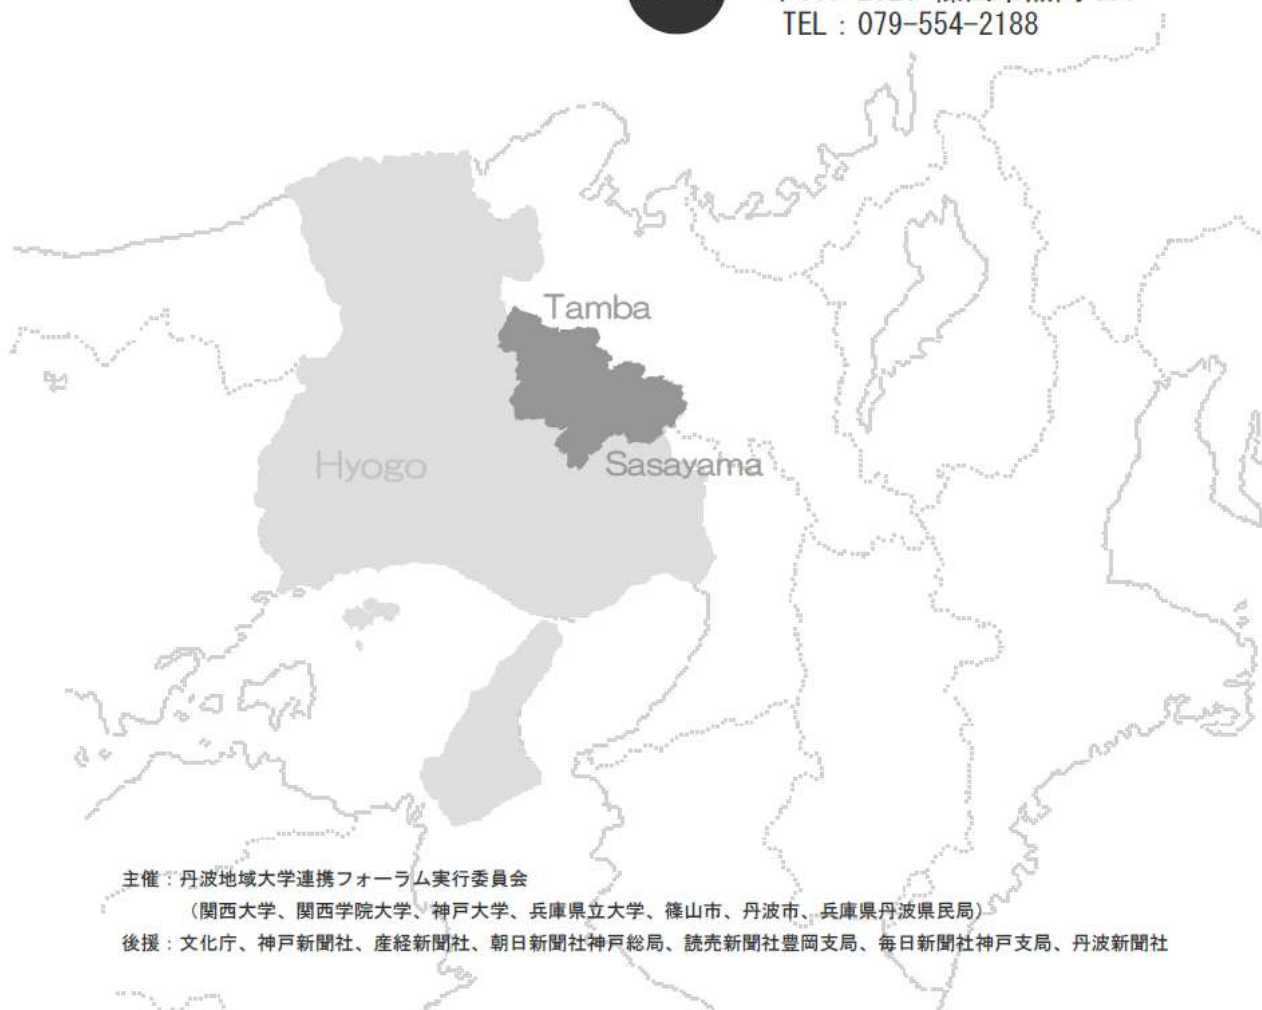 TEL：079-554-2188
Tamba
Hyogo
Sasayama
主催：丹波地域大学連携フォーラム実行委員会
（関西大学、関西学院大学、神戸大学、兵庫県立大学、篠山市、丹波市、兵庫県丹波県民局）
後援：文化庁、神戸新聞社、産経新聞社、朝日新聞社神戸総局、読売新聞社豊岡支局、毎日新聞社神戸支局、丹波新聞社